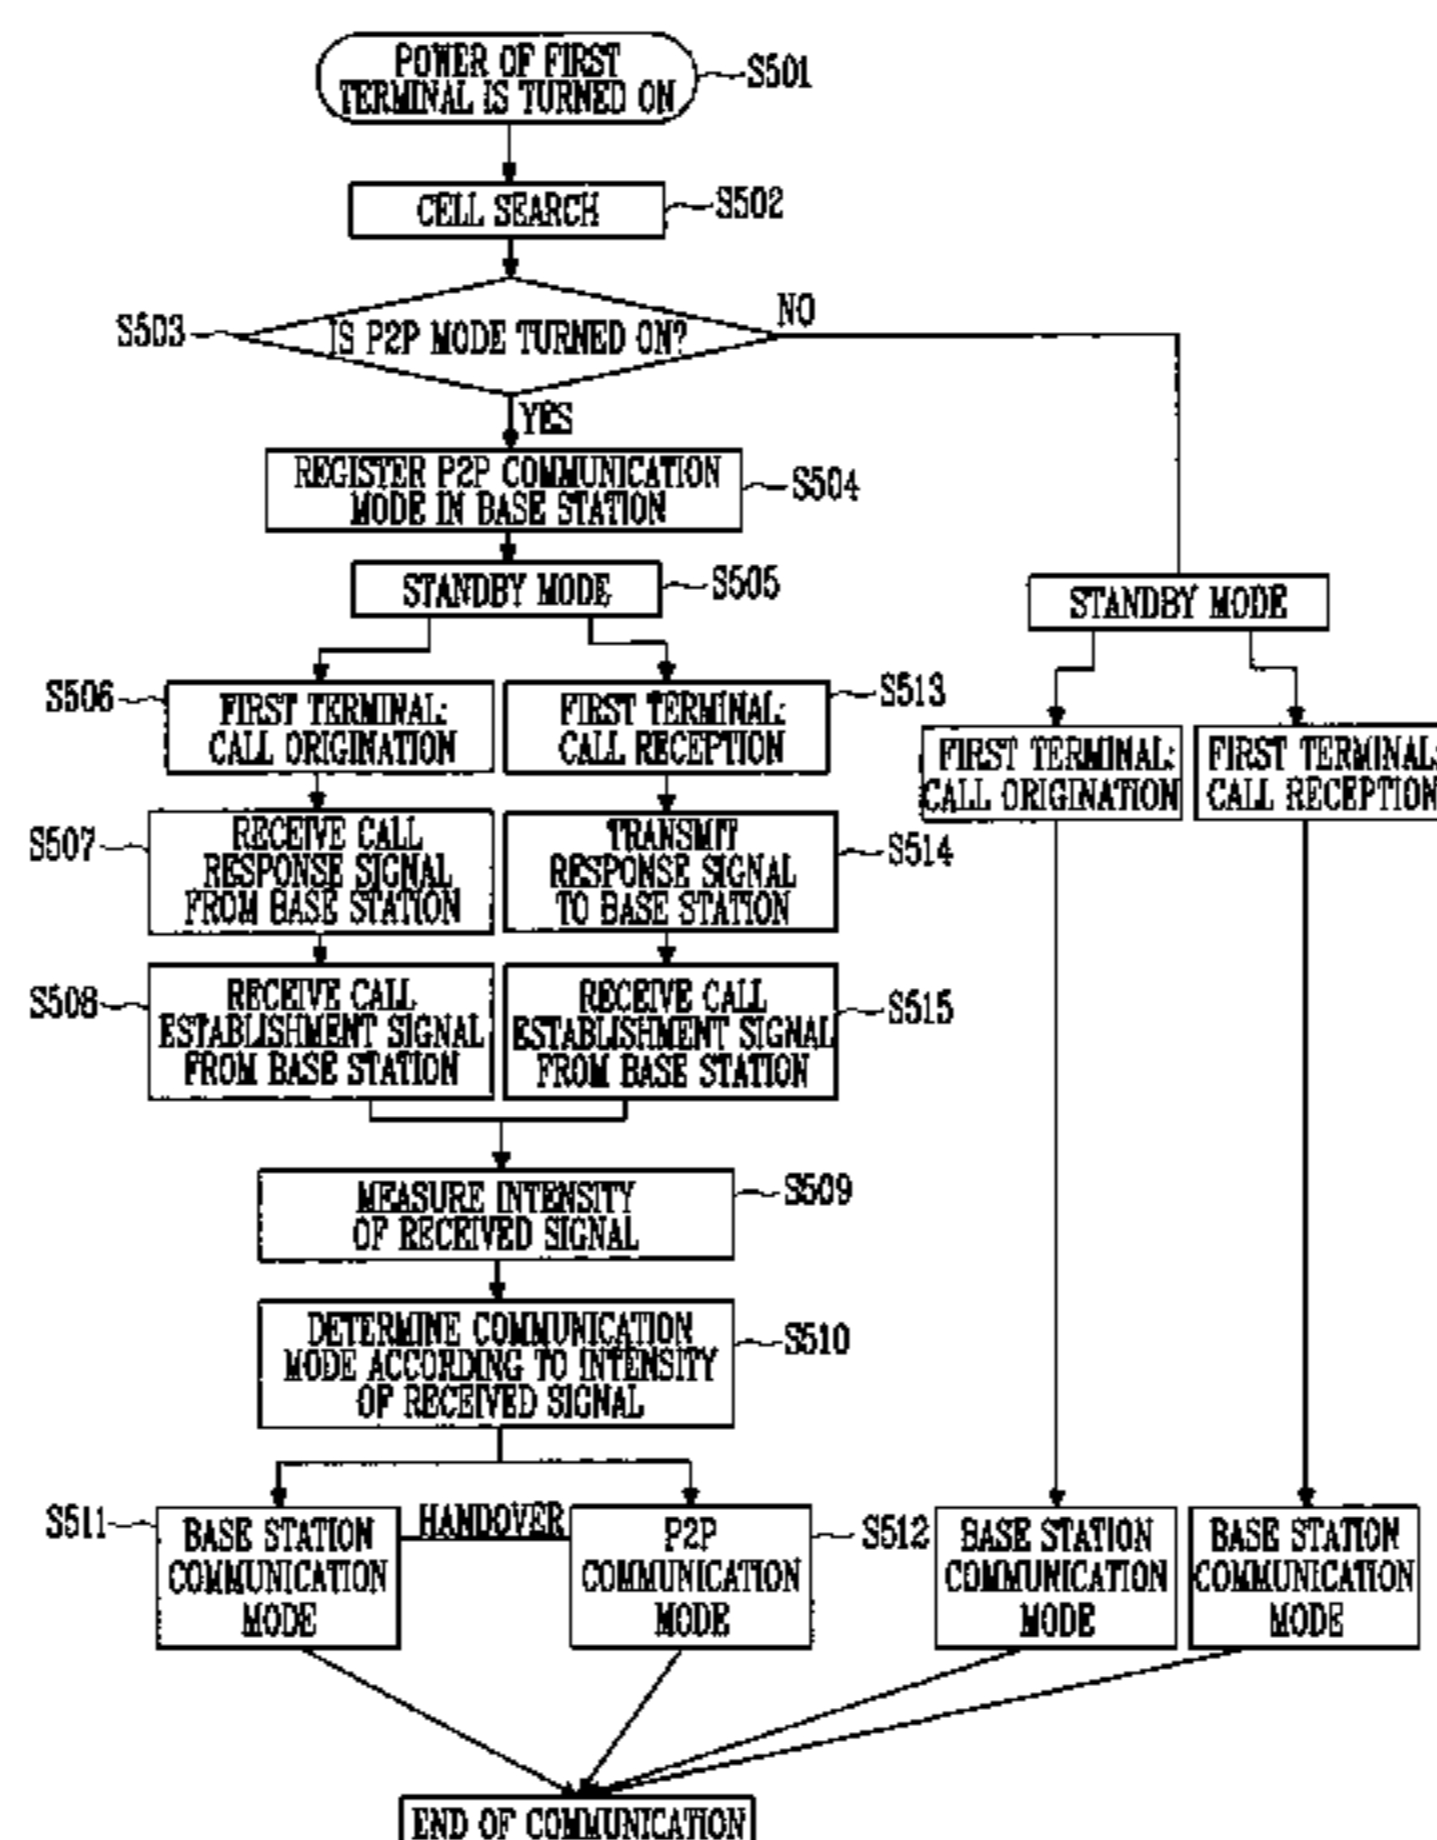 POWER OF FIRST
TERMINAL IS TURNED ON
S501
CELL SEARCH
S502
S503
IS P2P MODE TURNED ON?
NO
YES
REGISTER P2P COMMUNICATION
MODE IN BASE STATION
S504
STANDBY MODE
S505
STANDBY MODE
S506
FIRST TERMINAL:
CALL ORIGINATION
FIRST TERMINAL:
CALL RECEPTION
S513
FIRST TERMINAL:
CALL ORIGINATION
FIRST TERMINAL:
CALL RECEPTION
S507
RECEIVE CALL
RESPONSE SIGNAL
FROM BASE STATION
TRANSMIT
RESPONSE SIGNAL
TO BASE STATION
S514
S508
RECEIVE CALL
ESTABLISHMENT SIGNAL
FROM BASE STATION
RECEIVE CALL
ESTABLISHMENT SIGNAL
FROM BASE STATION
S515
MEASURE INTENSITY
OF RECEIVED SIGNAL
S509
DETERMINE COMMUNICATION
MODE ACCORDING TO INTENSITY
OF RECEIVED SIGNAL
S510
S511
BASE STATION
COMMUNICATION
MODE
HANDOVER
P2P
COMMUNICATION
MODE
S512
BASE STATION
COMMUNICATION
MODE
BASE STATION
COMMUNICATION
MODE
END OF COMMUNICATION